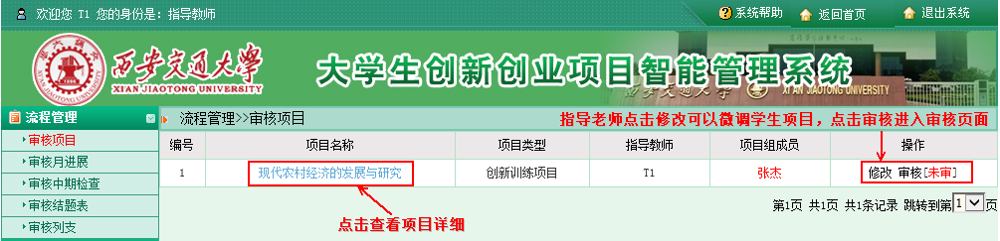 欢迎您 T1 您的身份是：指导教师 系统帮助 返回首页 退出系统
西安交通大学
XI'AN JIAOTONG UNIVERSITY
大学生创新创业项目智能管理系统
XI'AN JIAOTONG UNIVERSITY
流程管理
审核项目
审核月进展
审核中期检查
审核结题表
审核列支
流程管理>>审核项目
指导老师点击修改可以微调学生项目，点击审核进入审核页面
编号 项目名称 项目类型 指导教师 项目组成员 操作
1 现代农村经济的发展与研究 创新训练项目 T1 张杰 修改 审核[未审]
第1页 共1页 共1条记录 跳转到第1页
点击查看项目详细